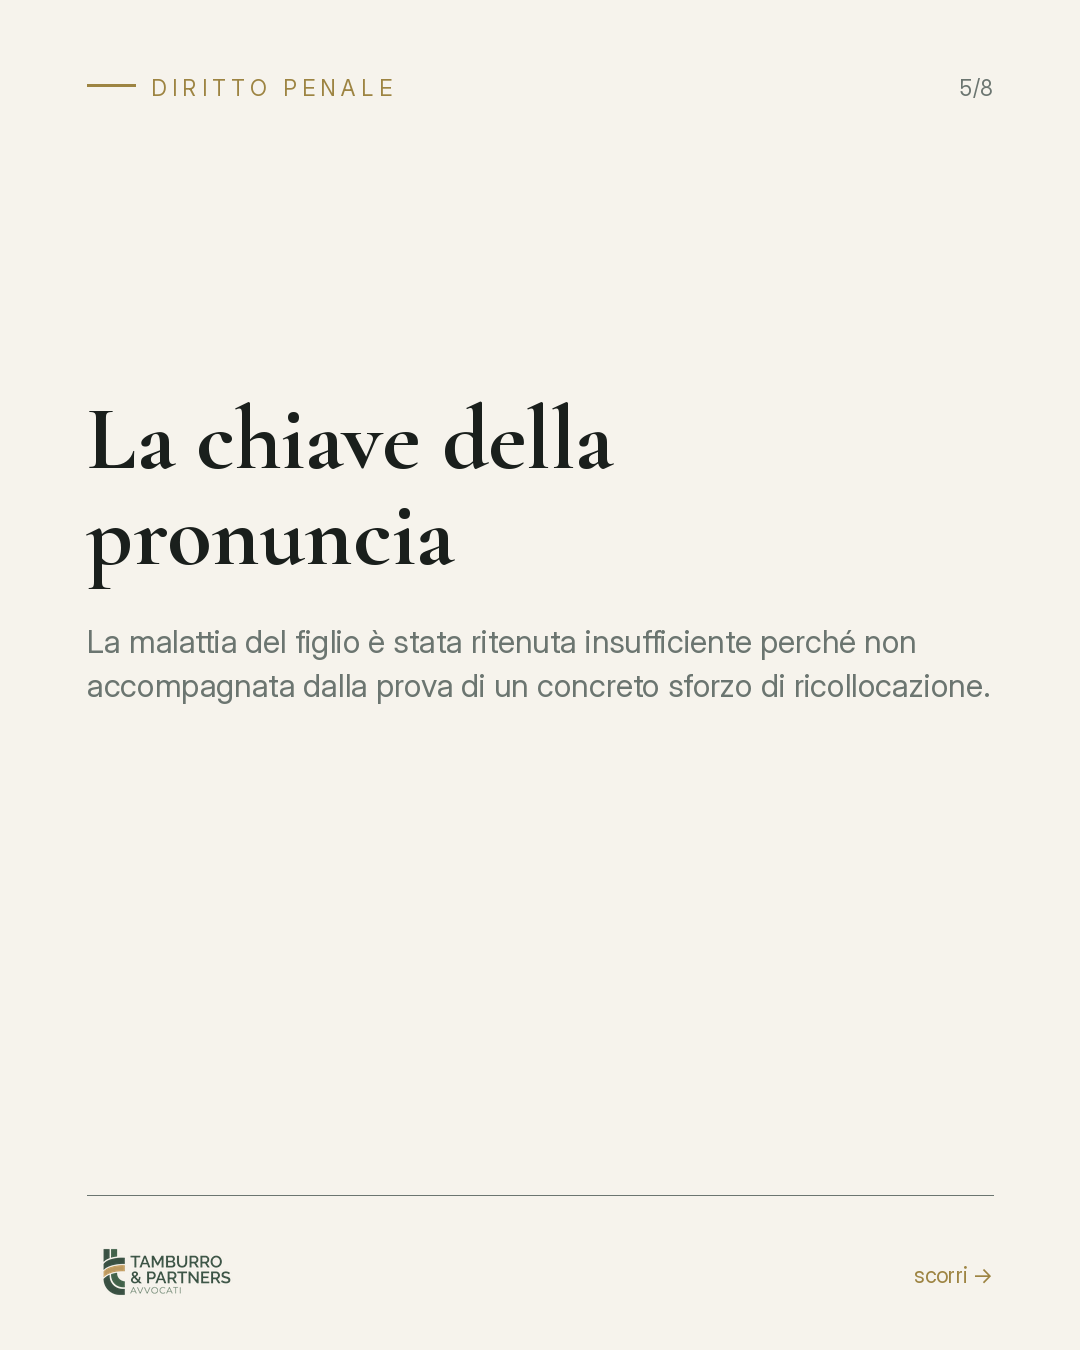 DIRITTO PENALE
5/8
La chiave della
pronuncia
La malattia del figlio è stata ritenuta insufficiente perché non
accompagnata dalla prova di un concreto sforzo di ricollocazione.
TAMBURRO
& PARTNERS
AVVOCATI
scorri →